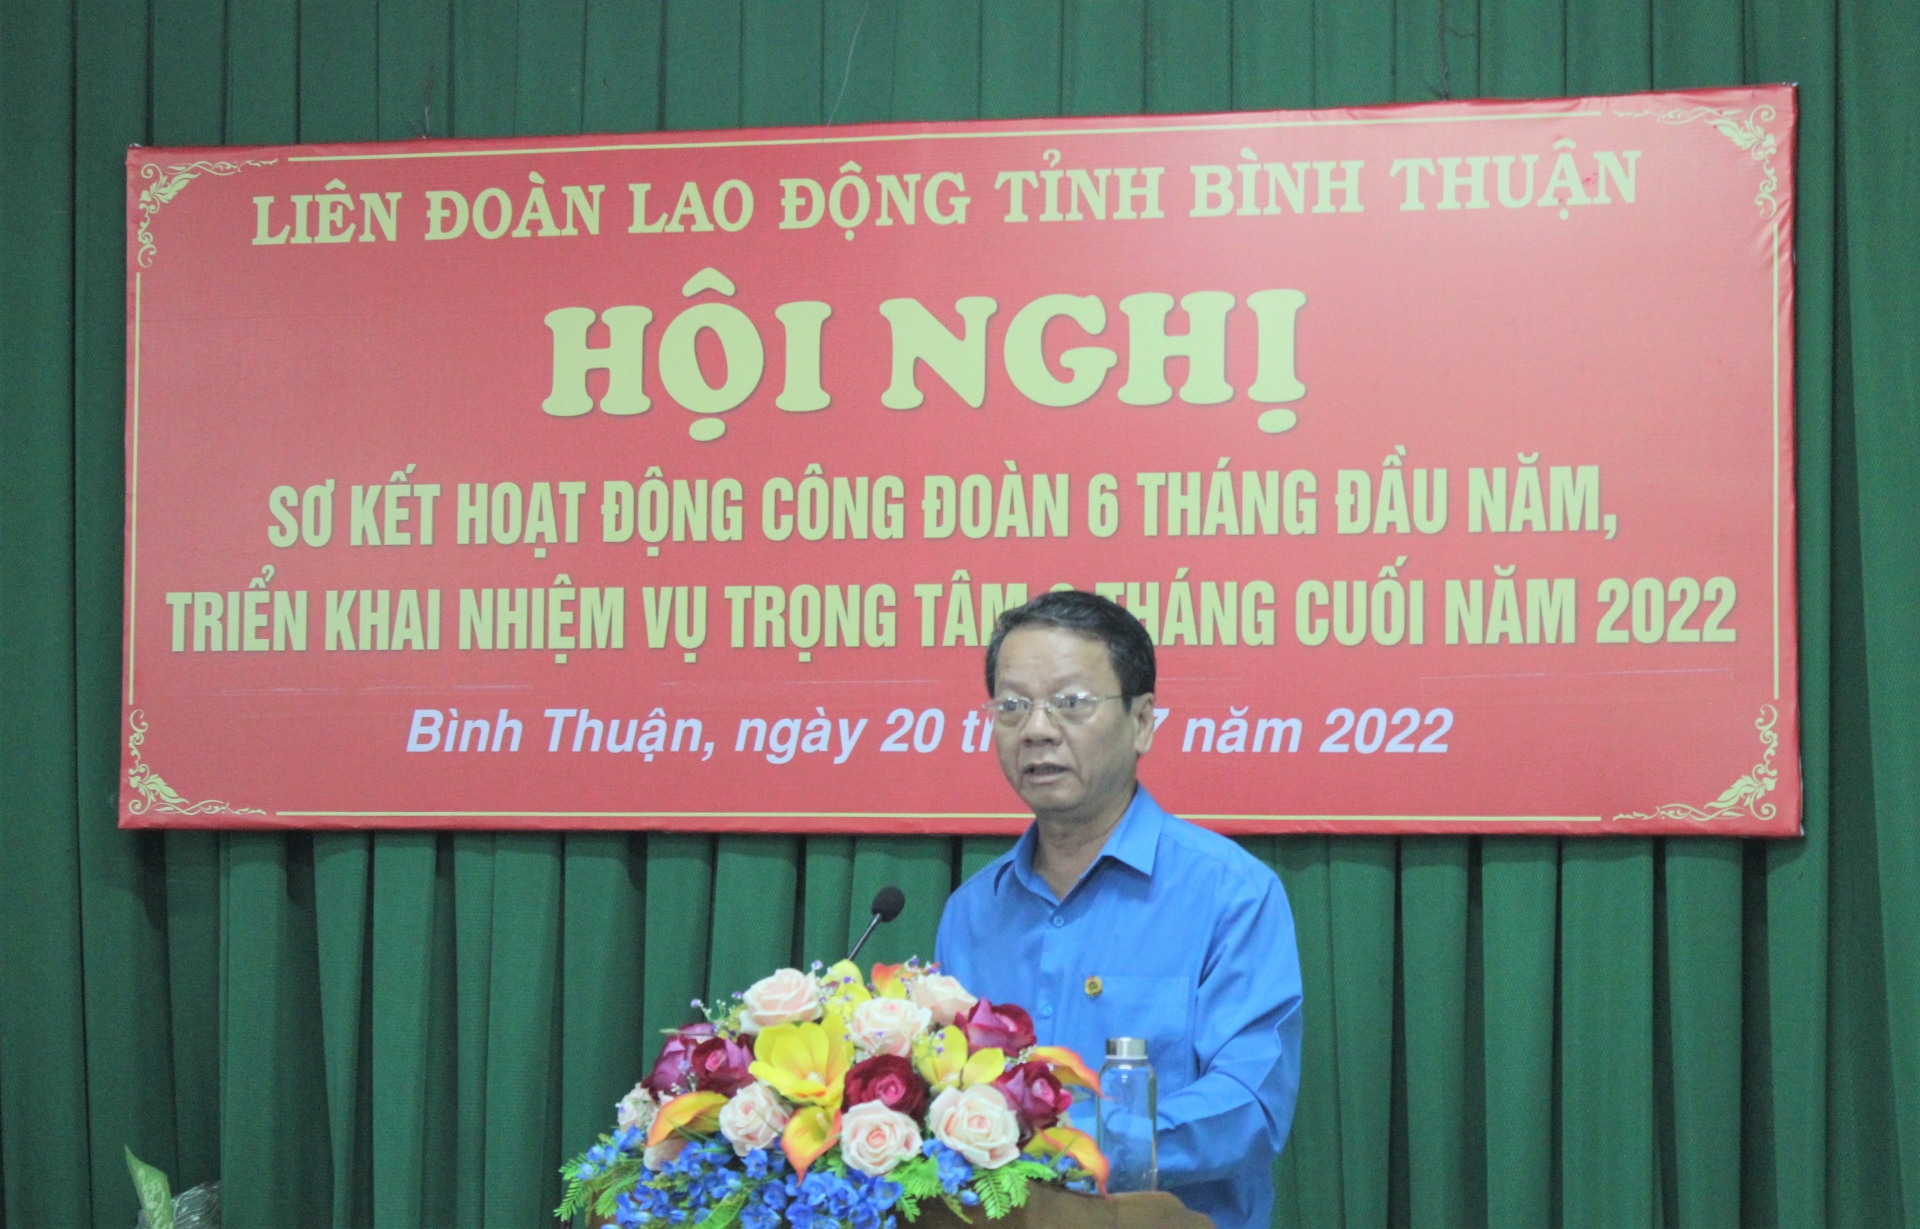 LIÊN ĐOÀN LAO ĐỘNG TỈNH BÌNH THUẬN
HỘI NGHỊ
SƠ KẾT HOẠT ĐỘNG CÔNG ĐOÀN 6 THÁNG ĐẦU NĂM,
TRIỂN KHAI NHIỆM VỤ TRỌNG TÂM 6 THÁNG CUỐI NĂM 2022
Bình Thuận, ngày 20 7 năm 2022